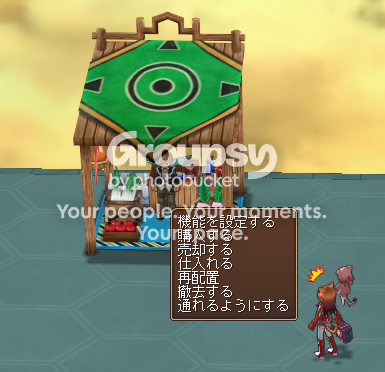 Groupsy
by photobucket
Your people. Your moments.
Your space.
機能を設定する
購入する
売却する
仕入れる
再配置
撤去する
通れるようにする